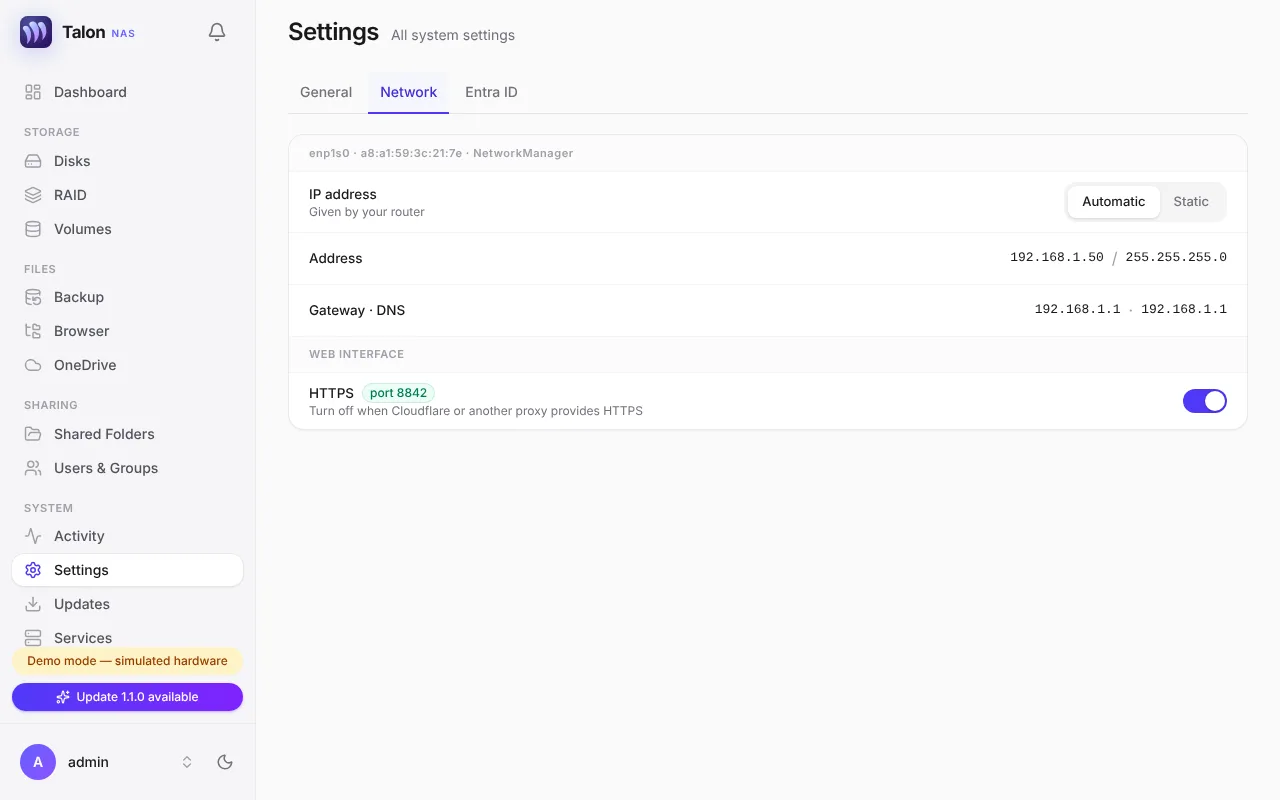 Talon NAS
Dashboard
STORAGE
Disks
RAID
Volumes
FILES
Backup
Browser
OneDrive
SHARING
Shared Folders
Users & Groups
SYSTEM
Activity
Settings
Updates
Services
Demo mode — simulated hardware
Update 1.1.0 available
A admin
Settings All system settings
General Network Entra ID
enp1s0 · a8:a1:59:3c:21:7e · NetworkManager
IP address
Given by your router
Automatic Static
Address 192.168.1.50 / 255.255.255.0
Gateway · DNS 192.168.1.1 · 192.168.1.1
WEB INTERFACE
HTTPS port 8842
Turn off when Cloudflare or another proxy provides HTTPS